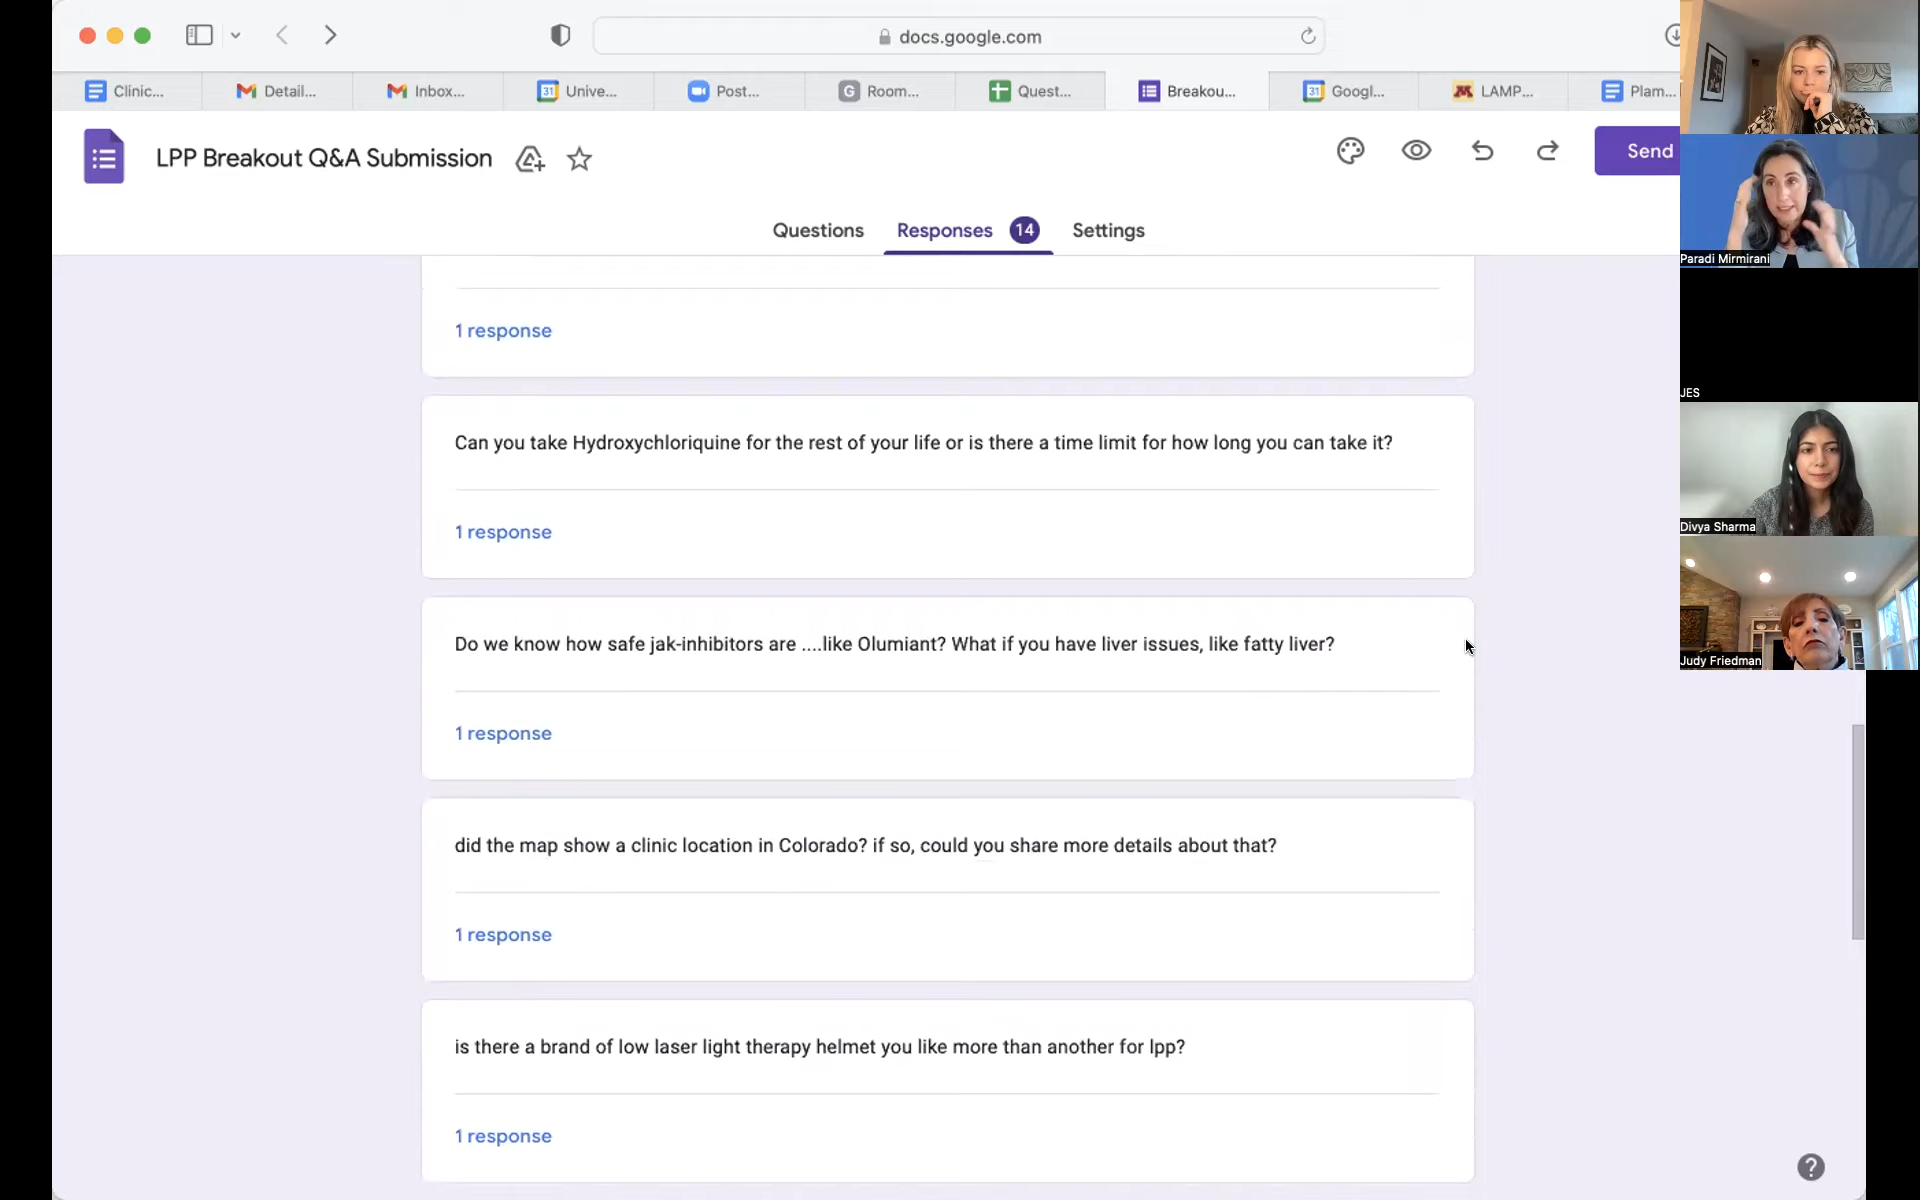 docs.google.com
Clinic...
Detail...
Inbox...
31
Unive...
Post...
G
Room...
Quest...
Breakou...
31
Googl...
LAMP...
Plam...
LPP Breakout Q&A Submission
Send
Questions
Responses
14
Settings
1 response
Can you take Hydroxychloriquine for the rest of your life or is there a time limit for how long you can take it?
1 response
Do we know how safe jak-inhibitors are ....like Olumiant? What if you have liver issues, like fatty liver?
1 response
did the map show a clinic location in Colorado? if so, could you share more details about that?
1 response
is there a brand of low laser light therapy helmet you like more than another for lpp?
1 response
?
Paradi Mirmirani
JES
Divya Sharma
Judy Friedman